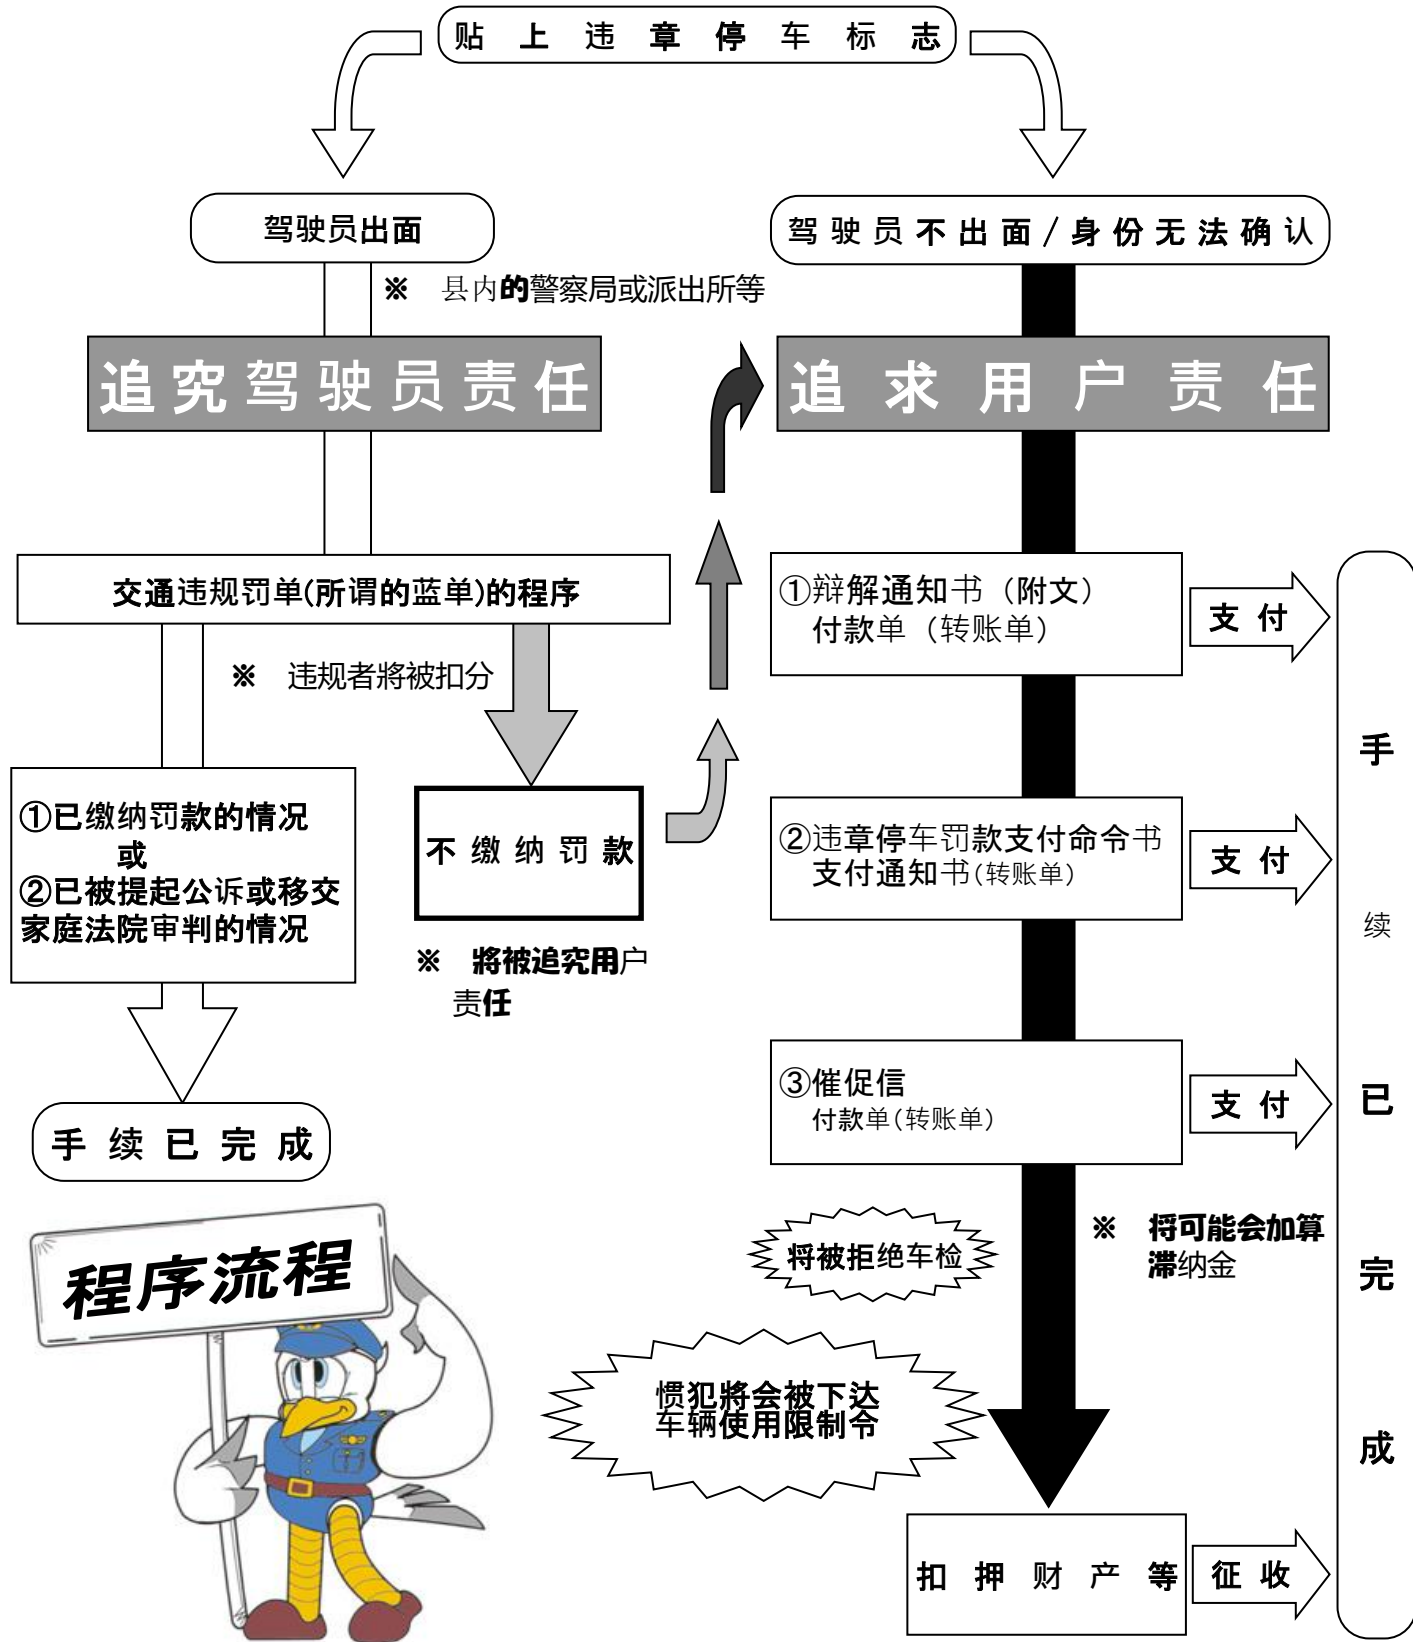 贴上违章停车标志
驾驶员出面
※ 县内的警察局或派出所等
追究驾驶员责任
交通违规罚单(所谓的蓝单)的程序
※ 违规者將被扣分
①已缴纳罚款的情况
或
②已被提起公诉或移交
家庭法院审判的情况
不缴纳罚款
※ 將被追究用户
责任
手续已完成
程序流程
驾驶员不出面/身份无法确认
追求用户责任
①辩解通知书（附文）
付款单（转账单）
支付
②违章停车罚款支付命令书
支付通知书(转账单)
支付
③催促信
付款单(转账单)
支付
将被拒绝车检
※ 将可能会加算
滞纳金
惯犯將会被下达
车辆使用限制令
扣押财产等
征收
手续已完成